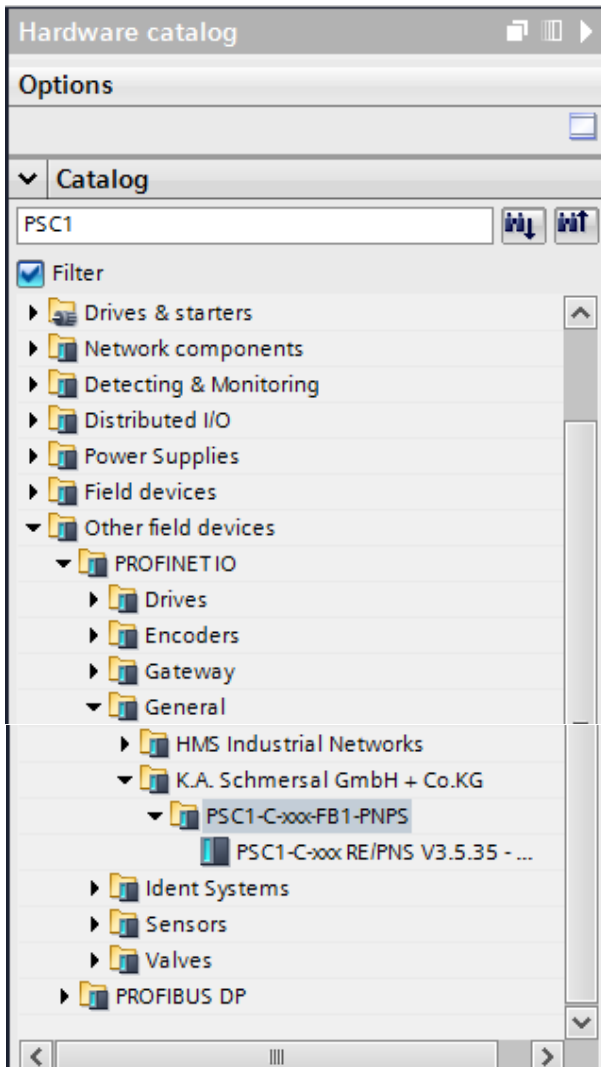 Hardware catalog
Options
Catalog
PSC1
Filter
Drives & starters
Network components
Detecting & Monitoring
Distributed I/O
Power Supplies
Field devices
Other field devices
PROFINET IO
Drives
Encoders
Gateway
General
HMS Industrial Networks
K.A. Schmersal GmbH + Co.KG
PSC1-C-xxx-FB1-PNPS
PSC1-C-xxx RE/PNS V3.5.35 - ...
Ident Systems
Sensors
Valves
PROFIBUS DP